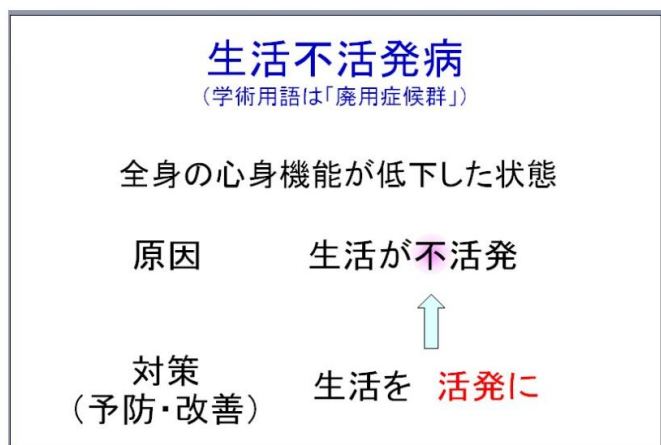 生活不活発病
(学術用語は「廃用症候群」)
全身の心身機能が低下した状態
原因 生活が不活発
対策
(予防・改善) 生活を 活発に